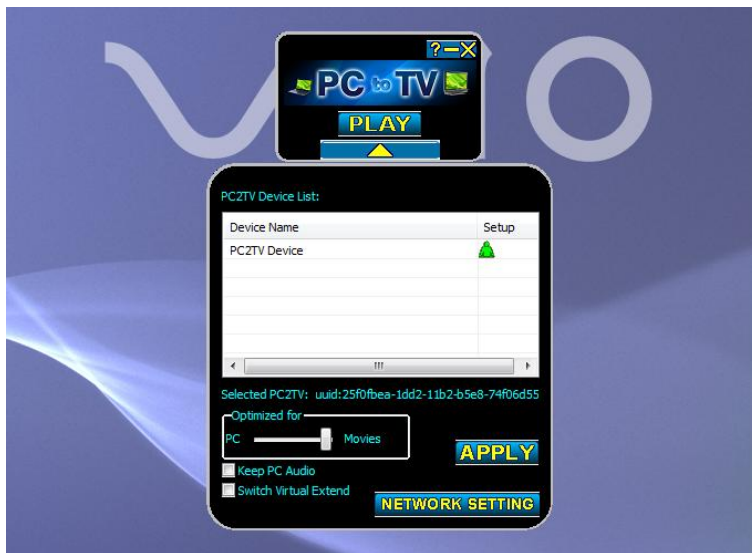 VAIO
? – X
PC to TV
PLAY
PC2TV Device List:
Device Name Setup
PC2TV Device
Selected PC2TV: uuid:25f0fbea-1dd2-11b2-b5e8-74f06d55
Optimized for
PC Movies
APPLY
Keep PC Audio
Switch Virtual Extend
NETWORK SETTING